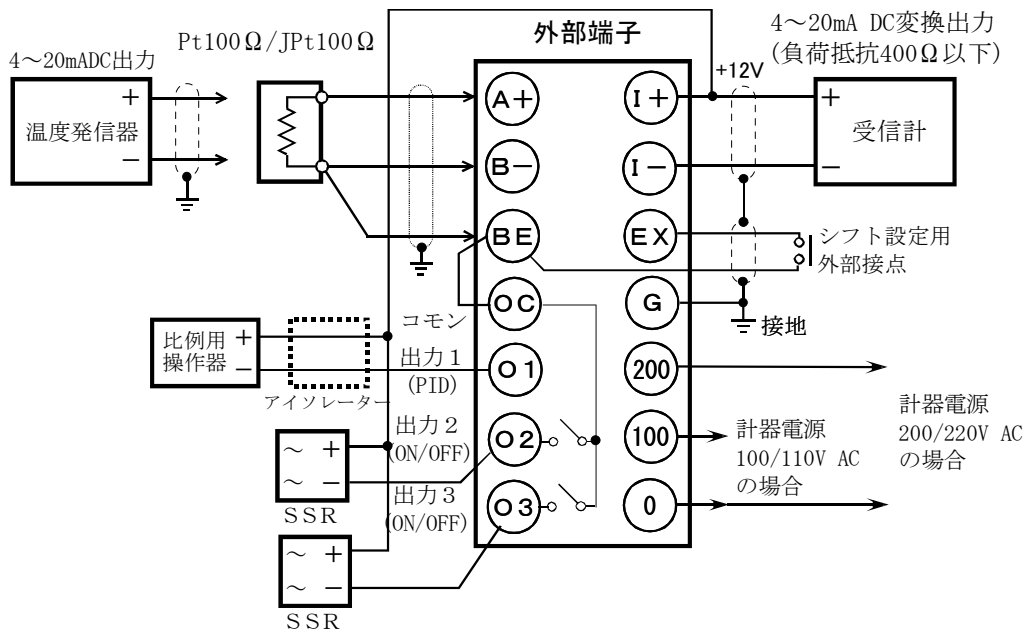 4～20mA DC変換出力
(負荷抵抗400Ω以下)
外部端子
Pt100Ω/JPt100Ω
4～20mADC出力
+12V
+
温度発信器
−
A+
B−
BE
OC
O1
O2
O3
I+
I−
EX
G
200
100
0
+
受信計
−
シフト設定用
外部接点
接地
コモン
比例用
操作器
+
−
アイソレーター
出力1
(PID)
出力2
(ON/OFF)
～ +
～ −
SSR
出力3
(ON/OFF)
～ +
～ −
SSR
計器電源
100/110V AC
の場合
計器電源
200/220V AC
の場合